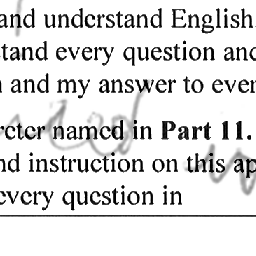 and understand English.
stand every question and
and my answer to ever
reter named in Part 11.
nd instruction on this ap
every question in